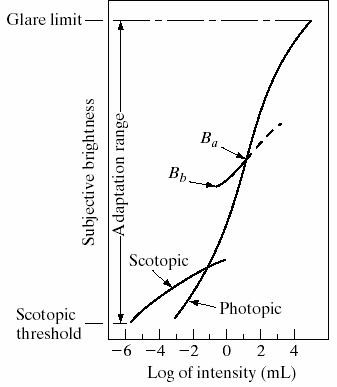 Glare limit
Subjective brightness
Adaptation range
Ba
Bb
Scotopic
Photopic
Scotopic
threshold
−6 −4 −2 0 2 4
Log of intensity (mL)